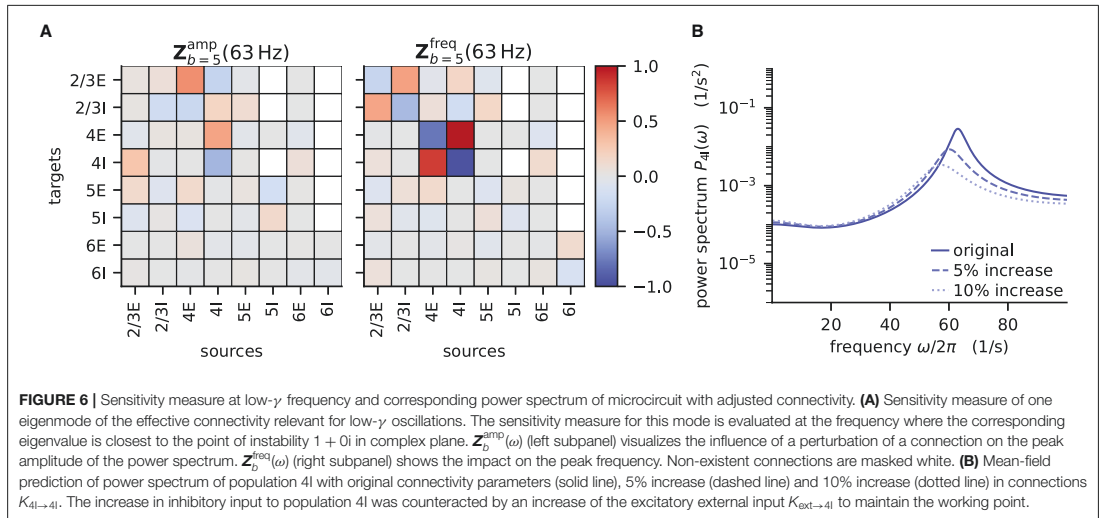 A
B
Z^amp_b=5(63 Hz)
Z^freq_b=5(63 Hz)
targets
2/3E
2/3I
4E
4I
5E
5I
6E
6I
2/3E 2/3I 4E 4I 5E 5I 6E 6I
sources
2/3E 2/3I 4E 4I 5E 5I 6E 6I
sources
1.0
0.5
0.0
−0.5
−1.0
power spectrum P_4I(ω) (1/s²)
10⁻¹
10⁻³
10⁻⁵
original
5% increase
10% increase
20 40 60 80
frequency ω/2π (1/s)
FIGURE 6 | Sensitivity measure at low-γ frequency and corresponding power spectrum of microcircuit with adjusted connectivity. (A) Sensitivity measure of one
eigenmode of the effective connectivity relevant for low-γ oscillations. The sensitivity measure for this mode is evaluated at the frequency where the corresponding
eigenvalue is closest to the point of instability 1 + 0i in complex plane. Z^amp_b(ω) (left subpanel) visualizes the influence of a perturbation of a connection on the peak
amplitude of the power spectrum. Z^freq_b(ω) (right subpanel) shows the impact on the peak frequency. Non-existent connections are masked white. (B) Mean-field
prediction of power spectrum of population 4I with original connectivity parameters (solid line), 5% increase (dashed line) and 10% increase (dotted line) in connections
K_4I→4I. The increase in inhibitory input to population 4I was counteracted by an increase of the excitatory external input K_ext→4I to maintain the working point.